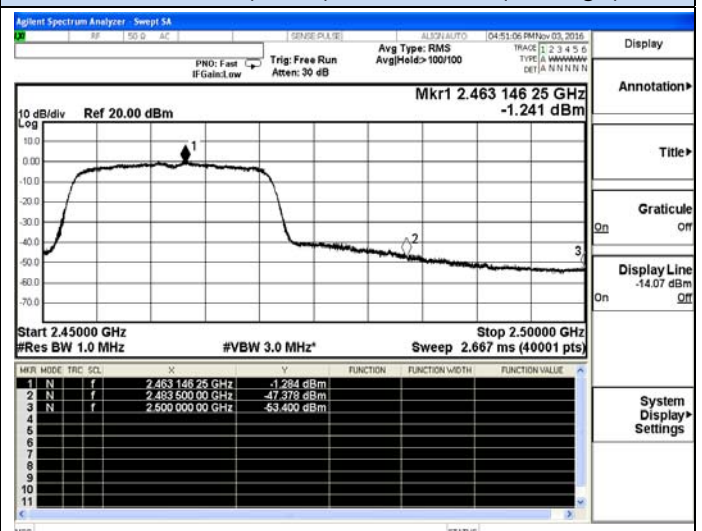 Agilent Spectrum Analyzer - Swept SA
RF 50 Ω AC SENSE:PULSE ALIGN AUTO 04:51:06 PM Nov 03, 2016
PNO: Fast Trig: Free Run Avg Type: RMS TRACE 1 2 3 4 5 6
IFGain:Low Atten: 30 dB Avg|Hold:>100/100 TYPE A WWWWW
DET A N N N N N
Mkr1 2.463 146 25 GHz
10 dB/div Ref 20.00 dBm -1.241 dBm
Log
10.0
1
0.00
-10.0
-20.0
-30.0
-40.0
2
3
-50.0
-60.0
-70.0
Start 2.45000 GHz Stop 2.50000 GHz
#Res BW 1.0 MHz #VBW 3.0 MHz* Sweep 2.667 ms (40001 pts)
MKR MODE TRC SCL X Y FUNCTION FUNCTION WIDTH FUNCTION VALUE
1 N f 2.463 146 25 GHz -1.284 dBm
2 N f 2.483 500 00 GHz -47.378 dBm
3 N f 2.500 000 00 GHz -53.400 dBm
4
5
6
7
8
9
10
11
Display
Annotation
Title
Graticule
On Off
Display Line
-14.07 dBm
On Off
System
Display
Settings